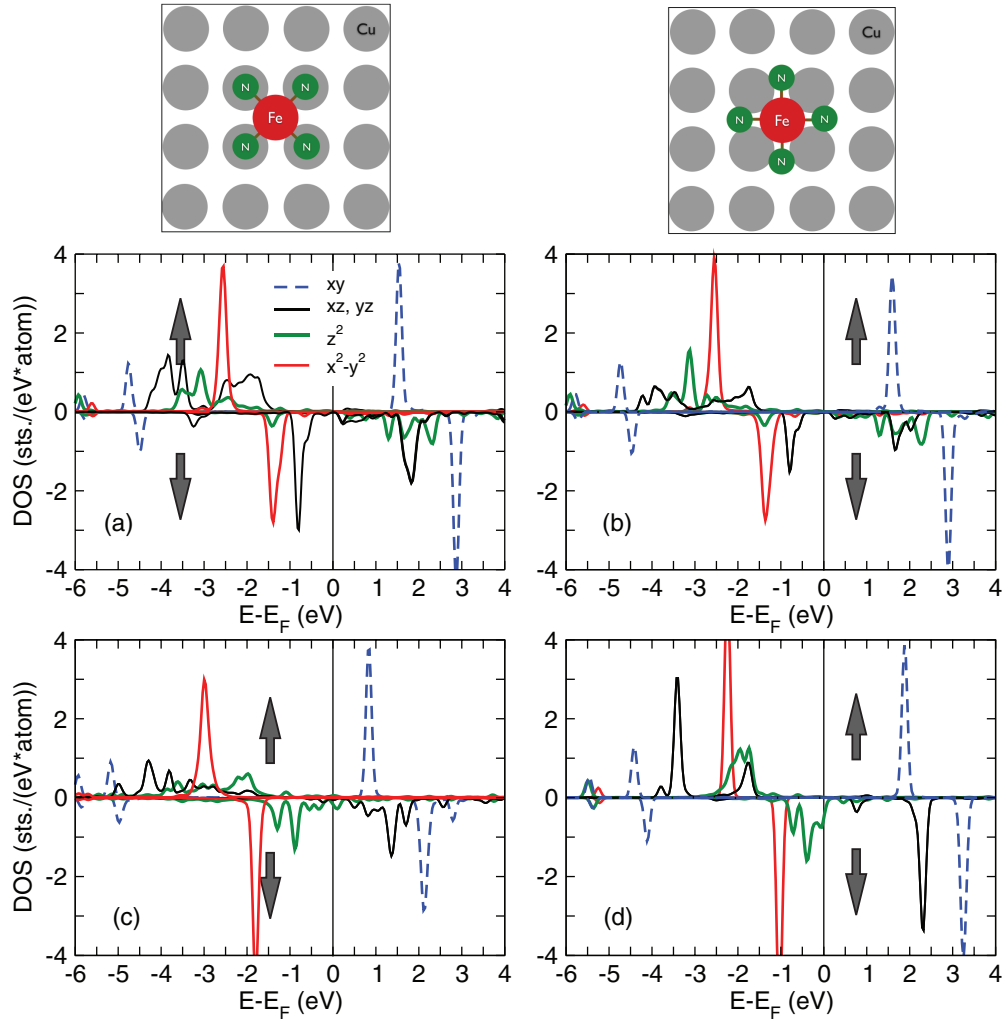 Cu
N
N
Fe
N
N
Cu
N
N
Fe
N
N
DOS (sts./(eV*atom))
4
2
0
-2
-4
xy
xz, yz
z²
x²-y²
(a)
-6 -5 -4 -3 -2 -1 0 1 2 3 4
E-E_F (eV)
4
2
0
-2
-4
(b)
-6 -5 -4 -3 -2 -1 0 1 2 3 4
E-E_F (eV)
DOS (sts./(eV*atom))
4
2
0
-2
-4
(c)
-6 -5 -4 -3 -2 -1 0 1 2 3 4
E-E_F (eV)
4
2
0
-2
-4
(d)
-6 -5 -4 -3 -2 -1 0 1 2 3 4
E-E_F (eV)